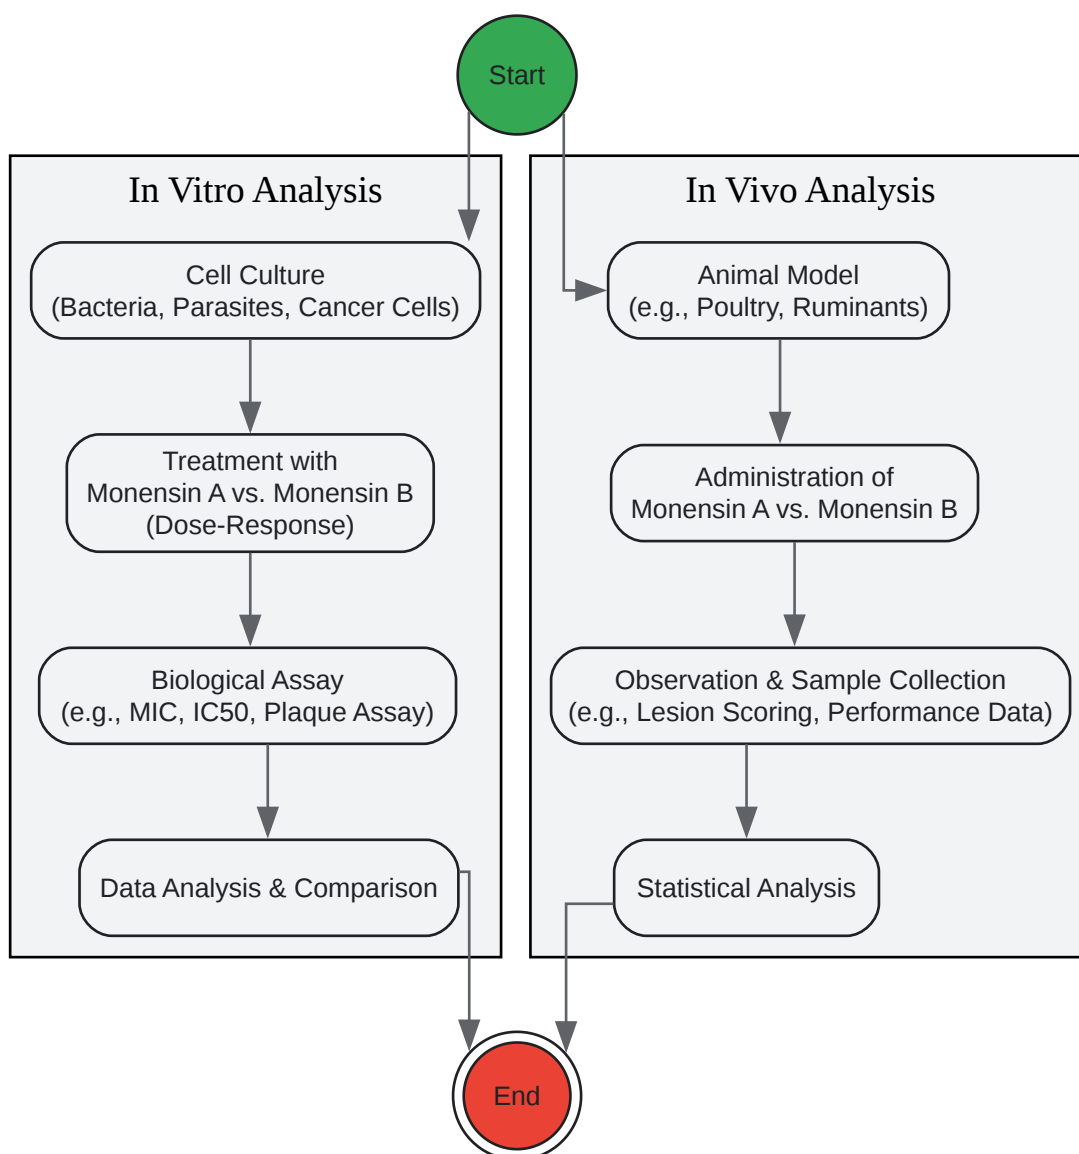 Start
In Vitro Analysis
Cell Culture
(Bacteria, Parasites, Cancer Cells)
Treatment with
Monensin A vs. Monensin B
(Dose-Response)
Biological Assay
(e.g., MIC, IC50, Plaque Assay)
Data Analysis & Comparison
In Vivo Analysis
Animal Model
(e.g., Poultry, Ruminants)
Administration of
Monensin A vs. Monensin B
Observation & Sample Collection
(e.g., Lesion Scoring, Performance Data)
Statistical Analysis
End